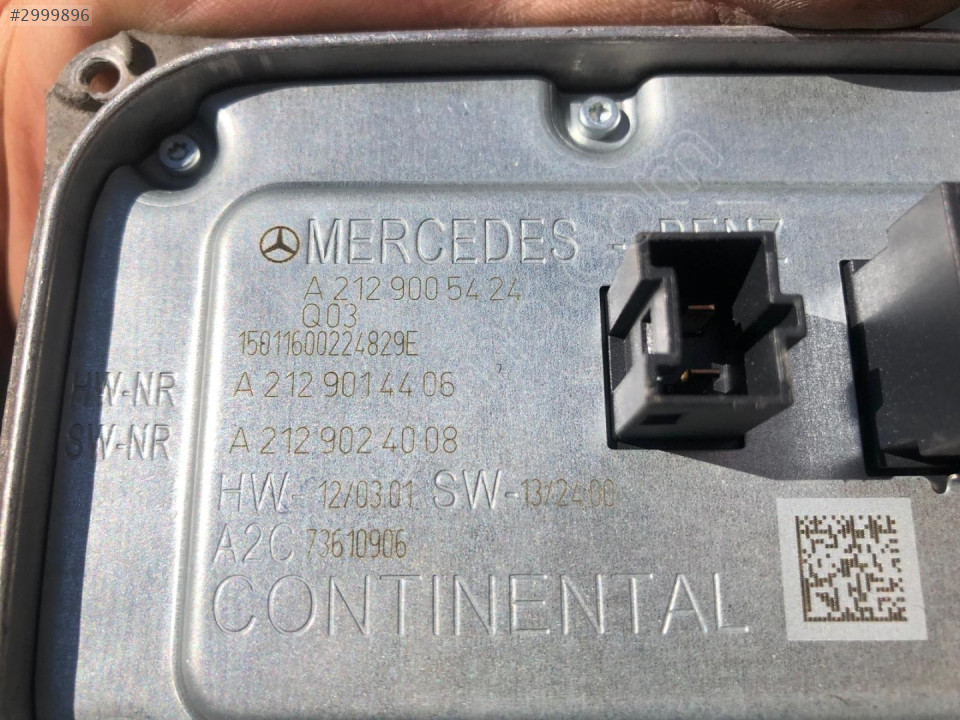 #2999896
MERCEDES - BENZ
A 212 900 54 24
Q03
15011600224829E
HW-NR A 212 901 44 06
SW-NR A 212 902 40 08
HW- 12/03.01 SW- 13/24.00
A2C 73610906
CONTINENTAL